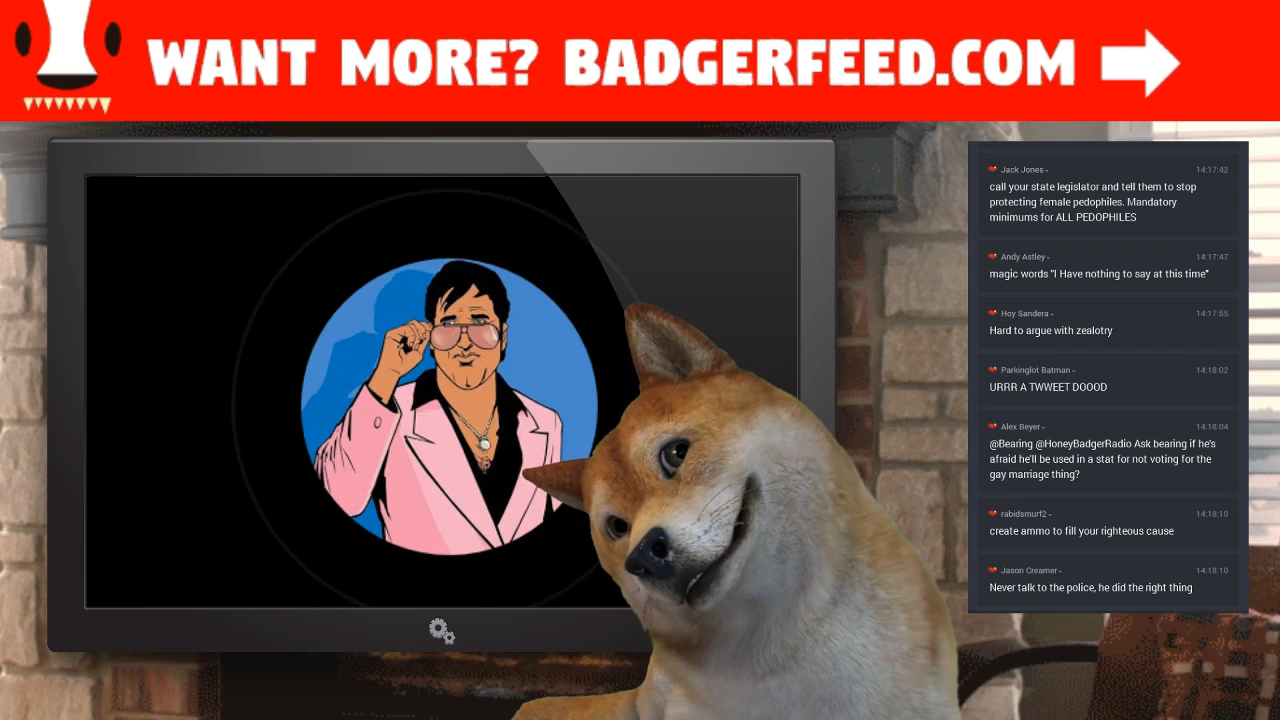 WANT MORE? BADGERFEED.COM
Jack Jones 14:17:42
call your state legislator and tell them to stop
protecting female pedophiles. Mandatory
minimums for ALL PEDOPHILES
Andy Astley 14:17:47
magic words "I Have nothing to say at this time"
Hoy Sandera 14:17:55
Hard to argue with zealotry
Parkinglot Batman 14:18:02
URRR A TWWEET DOOOD
Alex Beyer 14:18:04
@Bearing @HoneyBadgerRadio Ask bearing if he's
afraid he'll be used in a stat for not voting for the
gay marriage thing?
rabidsmurf2 14:18:10
create ammo to fill your righteous cause
Jason Creamer 14:18:10
Never talk to the police, he did the right thing